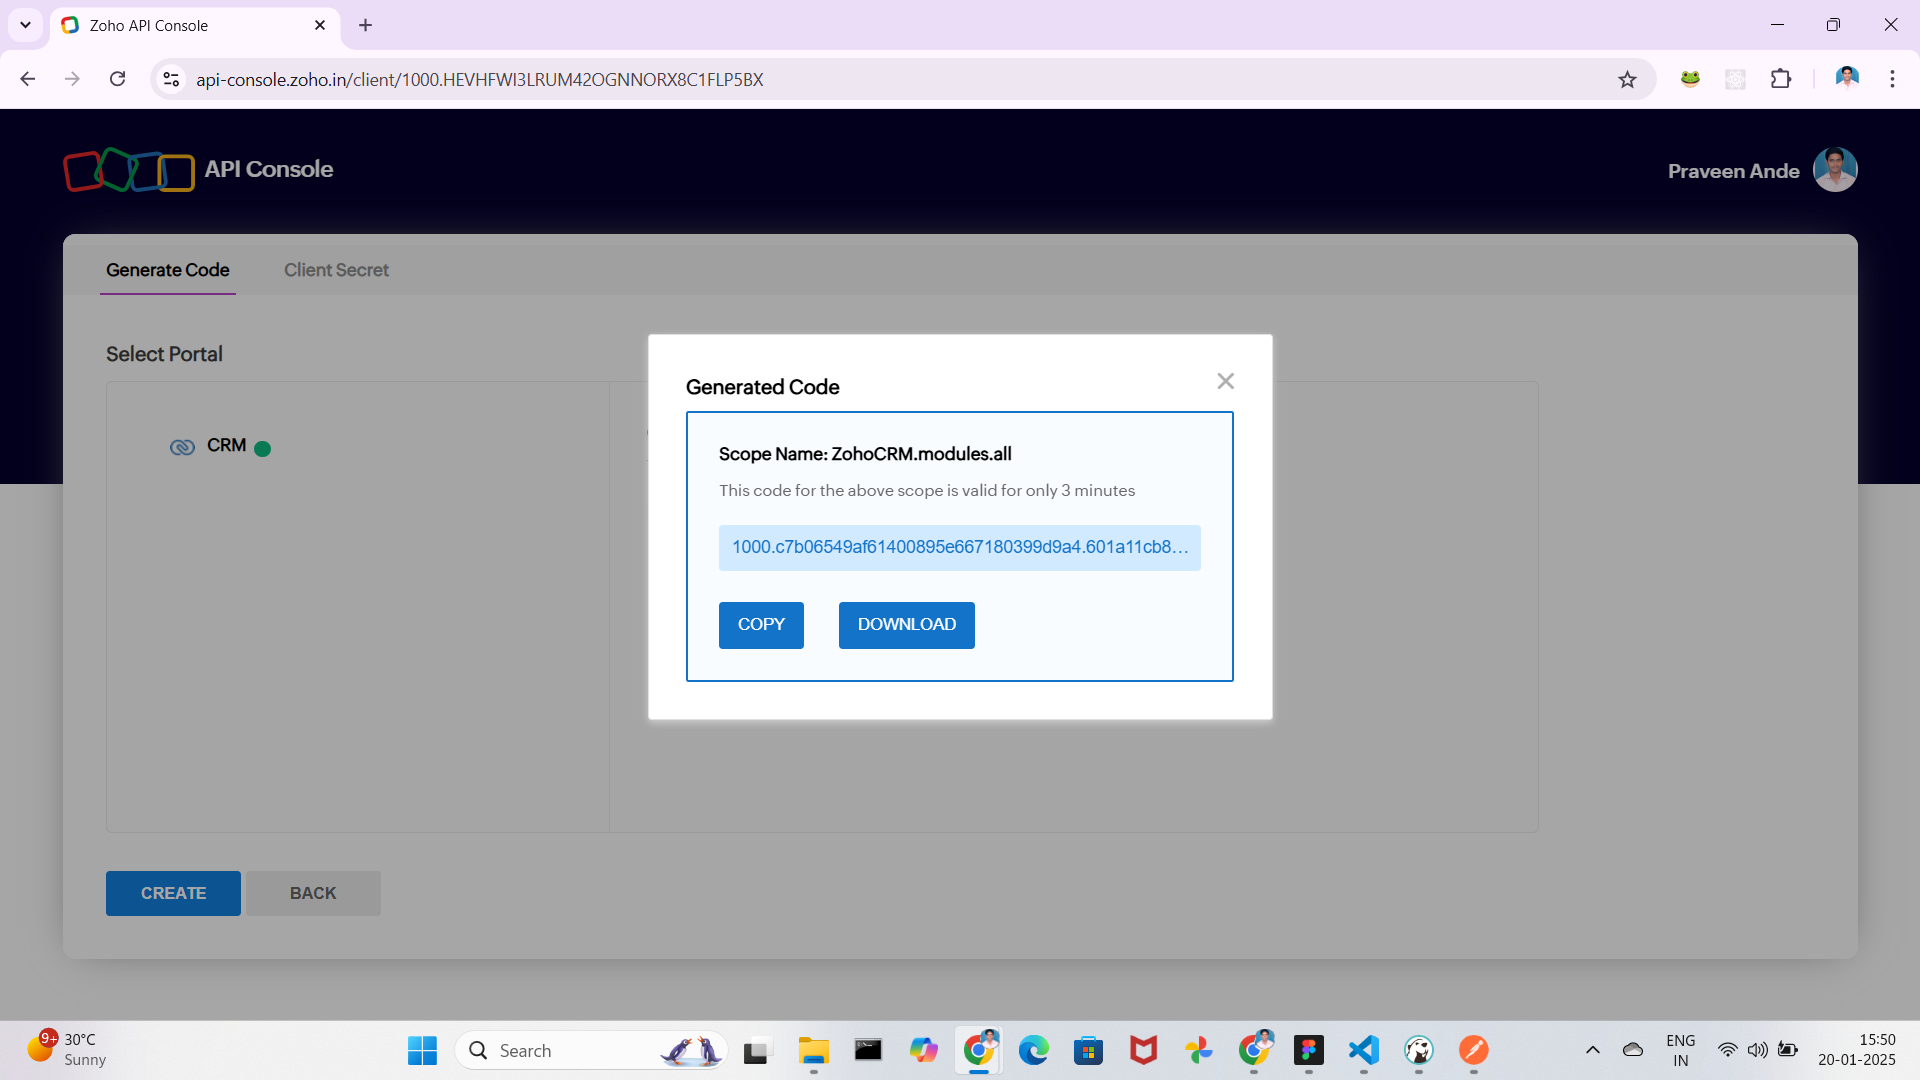 Zoho API Console
api-console.zoho.in/client/1000.HEVHFWI3LRUM42OGNNORX8C1FLP5BX
API Console
Praveen Ande
Generate Code
Client Secret
Select Portal
CRM
Generated Code
Scope Name: ZohoCRM.modules.all
This code for the above scope is valid for only 3 minutes
1000.c7b06549af61400895e667180399d9a4.601a11cb8...
COPY
DOWNLOAD
CREATE
BACK
9+
30°C
Sunny
Search
ENG
IN
15:50
20-01-2025